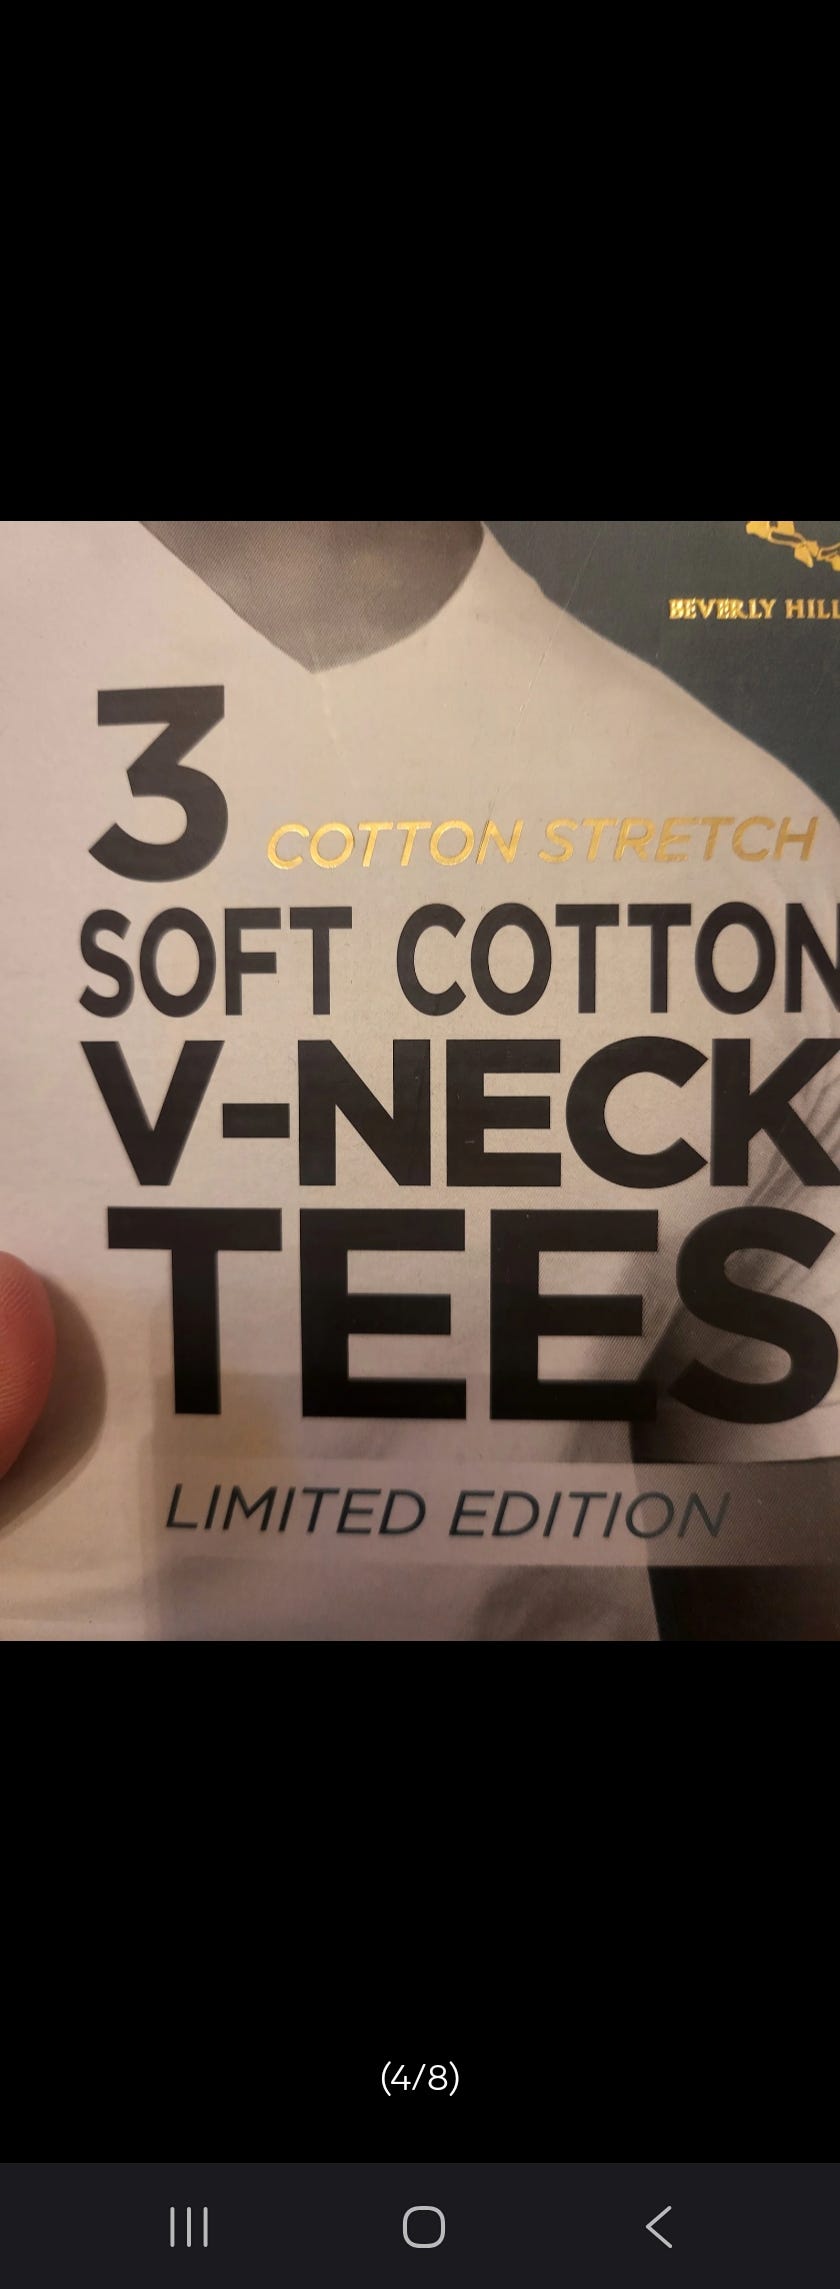 BEVERLY HILL
3 COTTON STRETCH
SOFT COTTON
V-NECK
TEES
LIMITED EDITION
(4/8)